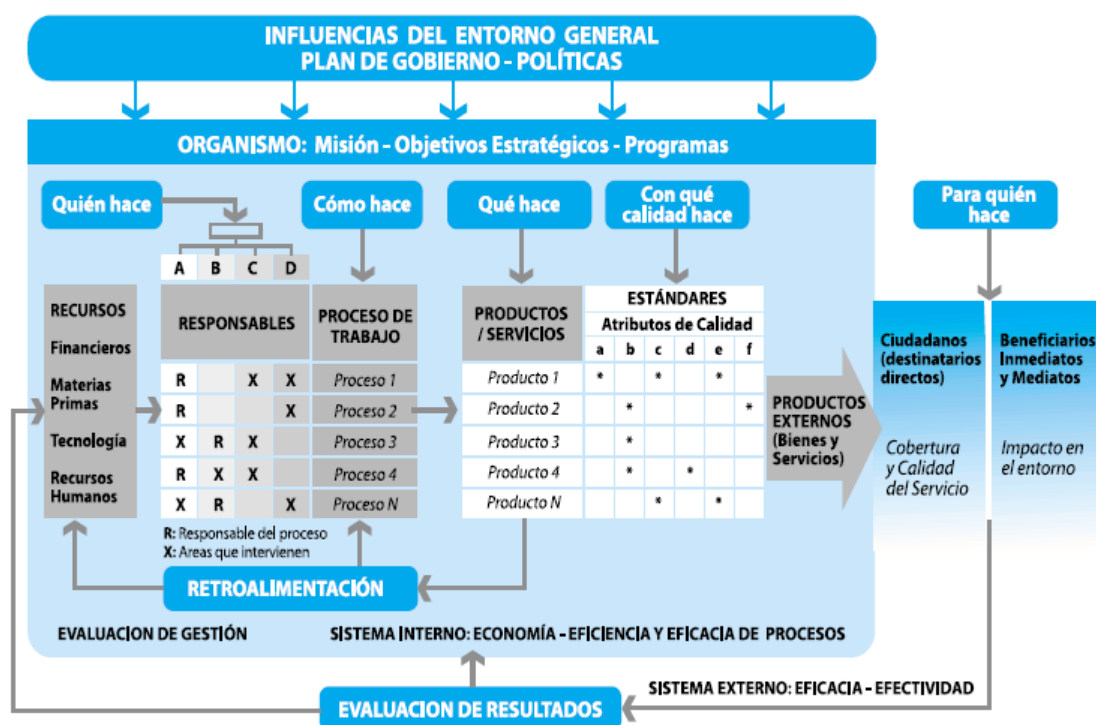 INFLUENCIAS DEL ENTORNO GENERAL
PLAN DE GOBIERNO - POLÍTICAS
ORGANISMO: Misión - Objetivos Estratégicos - Programas
Quién hace
Cómo hace
Qué hace
Con qué
calidad hace
Para quién
hace
A B C D
RECURSOS
Financieros
Materias
Primas
Tecnología
Recursos
Humanos
RESPONSABLES
PROCESO DE
TRABAJO
R X X Proceso 1
R X Proceso 2
X R X Proceso 3
R X X Proceso 4
X R X Proceso N
R: Responsable del proceso
X: Areas que intervienen
PRODUCTOS
/ SERVICIOS
ESTÁNDARES
Atributos de Calidad
a b c d e f
Producto 1 * * *
Producto 2 * *
Producto 3 *
Producto 4 * *
Producto N * *
PRODUCTOS
EXTERNOS
(Bienes y
Servicios)
Ciudadanos
(destinatarios
directos)
Cobertura
y Calidad
del Servicio
Beneficiarios
Inmediatos
y Mediatos
Impacto en
el entorno
RETROALIMENTACIÓN
EVALUACION DE GESTIÓN
SISTEMA INTERNO: ECONOMÍA - EFICIENCIA Y EFICACIA DE PROCESOS
SISTEMA EXTERNO: EFICACIA - EFECTIVIDAD
EVALUACION DE RESULTADOS